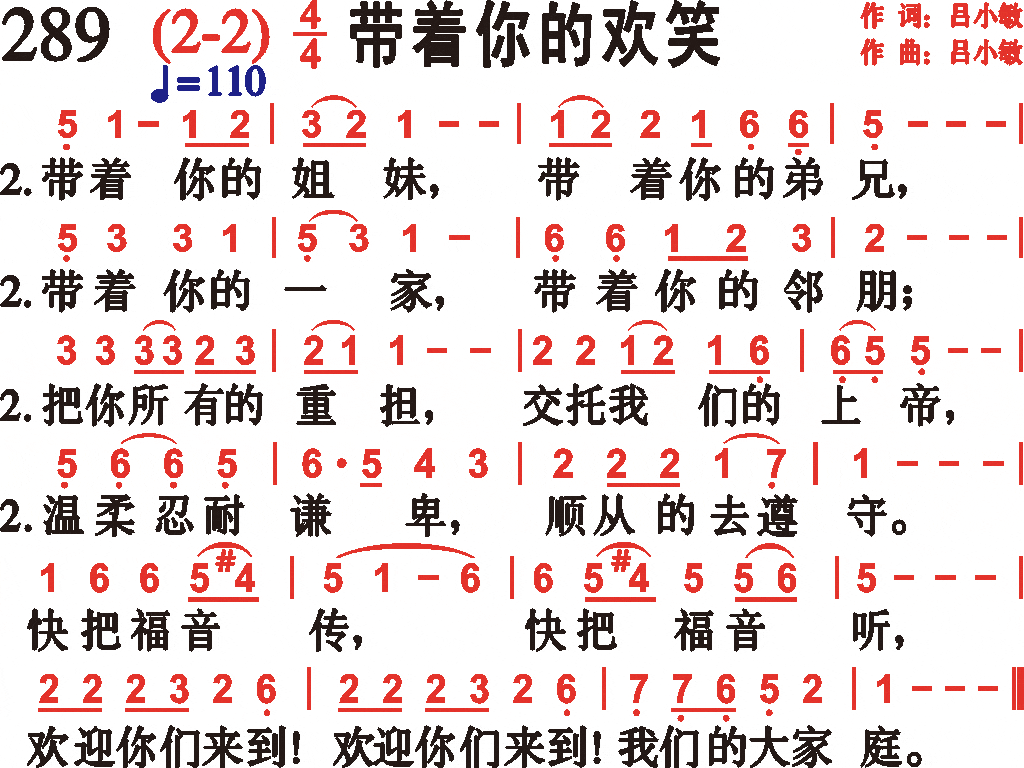 289 (2-2) 4/4 带着你的欢笑 作 词：吕小敏
♩=110 作 曲：吕小敏
5̣ 1 - 1 2 | 3 2 1 - - | 1 2 2 1 6̣ 6̣ | 5̣ - - -
2.带着 你的 姐 妹， 带 着你的弟 兄，
5̣ 3 3 1 | 5̣ 3 1 - | 6̣ 6̣ 1 2 3 | 2 - - -
2.带着 你的 一 家， 带着你的邻朋；
3 3 3 3 2 3 | 2 1 1 - - | 2 2 1 2 1 6̣ | 6̣ 5̣ 5̣ - -
2.把你所有的 重 担， 交托我 们的 上 帝，
5̣ 6̣ 6̣ 5̣ | 6·5 4 3 | 2 2 2 1 7̣ | 1 - - -
2.温柔忍耐 谦 卑， 顺从的去遵 守。
1 6 6 5 #4 | 5 1 - 6 | 6 5 #4 5 5 6 | 5 - - - |
快把福音 传， 快把 福音 听，
2 2 2 3 2 6̣ | 2 2 2 3 2 6̣ | 7̣ 7̣ 6̣ 5̣ 2 | 1 - - - ‖
欢迎你们来到! 欢迎你们来到!我们的大家 庭。